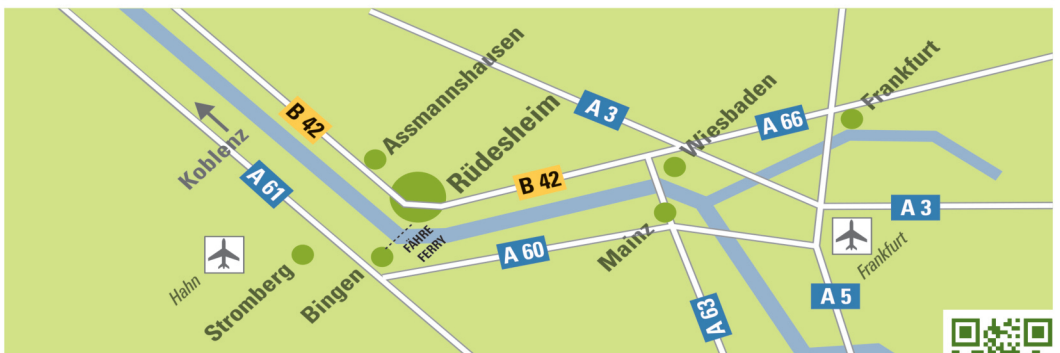 B 42
Assmannshausen
Rüdesheim
A 3
Wiesbaden
A 66
Frankfurt
Koblenz
A 61
B 42
A 3
FÄHRE
FERRY
Hahn
Stromberg
Bingen
A 60
Mainz
Frankfurt
A 63
A 5